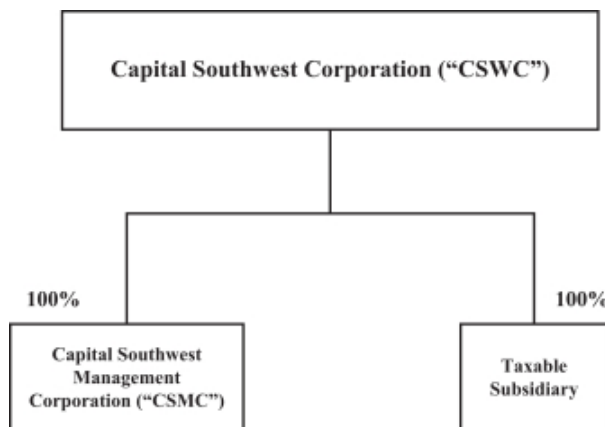 Capital Southwest Corporation (“CSWC”)
100%
100%
Capital Southwest
Management
Corporation (“CSMC”)
Taxable
Subsidiary